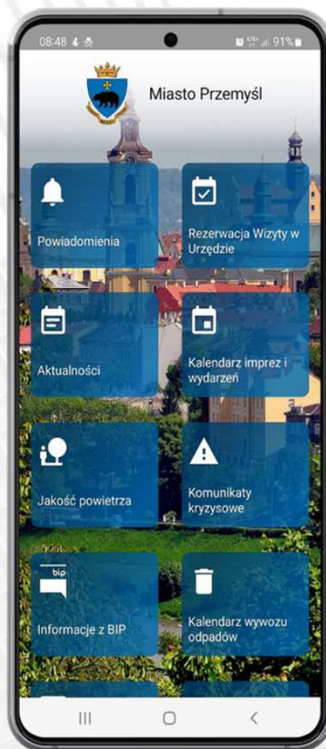 08:48
91%
Miasto Przemyśl
Powiadomienia
Rezerwacja Wizyty w
Urzędzie
Aktualności
Kalendarz imprez i
wydarzeń
Jakość powietrza
Komunikaty
kryzysowe
bip
Informacje z BIP
Kalendarz wywozu
odpadów